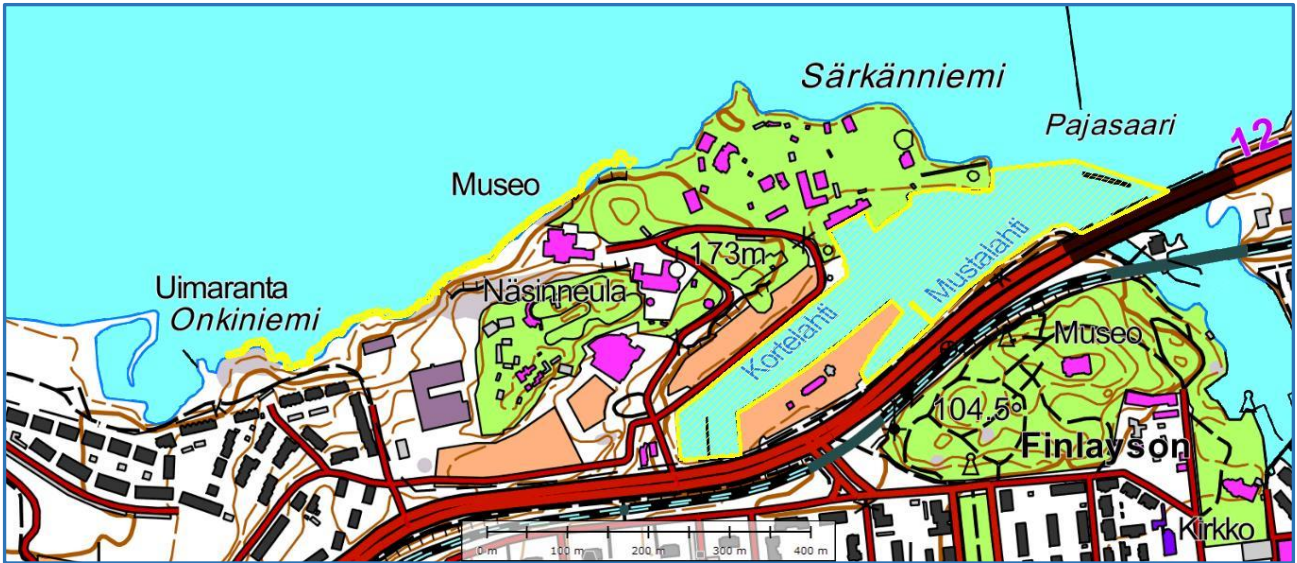 Särkänniemi
Pajasaari
12
Museo
173m
Uimaranta
Onkiniemi
Näsinneula
Mustalahti
Kortelahti
Museo
104.5
Finlayson
Kirkko
0 m 100 m 200 m 300 m 400 m